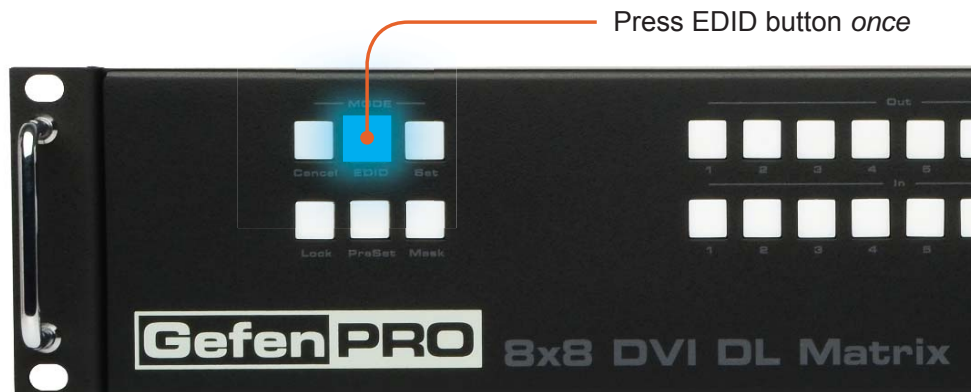 Press EDID button once
MODE
Out
Cancel EDID Set
1 2 3 4 5
In
Lock PreSet Mask
1 2 3 4 5
GefenPRO 8x8 DVI DL Matrix